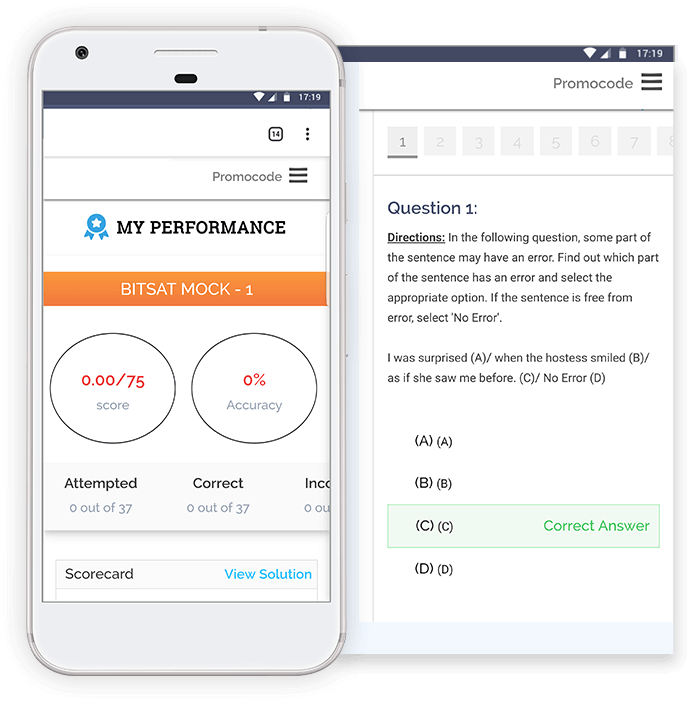 17:19
14
Promocode
MY PERFORMANCE
BITSAT MOCK - 1
0.00/75
score
0%
Accuracy
Attempted
Correct
Inco
0 out of 37
0 out of 37
0 ou
Scorecard
View Solution
17:19
Promocode
1 2 3 4 5 6 7 8
Question 1:
Directions: In the following question, some part of
the sentence may have an error. Find out which part
of the sentence has an error and select the
appropriate option. If the sentence is free from
error, select 'No Error'.
I was surprised (A)/ when the hostess smiled (B)/
as if she saw me before. (C)/ No Error (D)
(A) (A)
(B) (B)
(C) (C) Correct Answer
(D) (D)